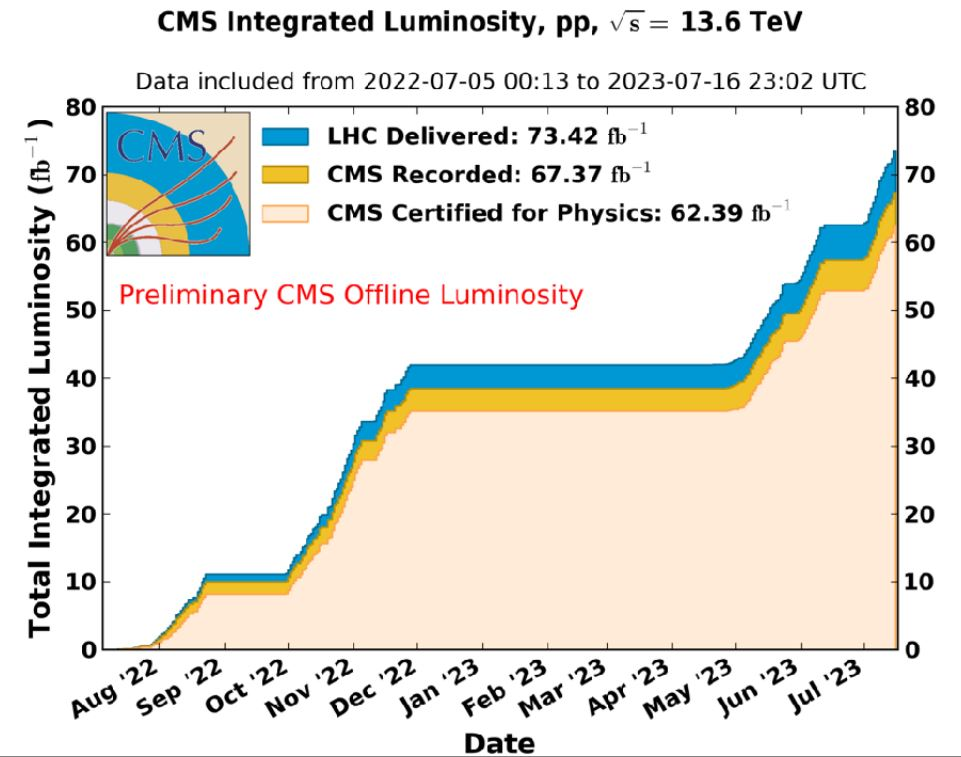 CMS Integrated Luminosity, pp, √s = 13.6 TeV
Data included from 2022-07-05 00:13 to 2023-07-16 23:02 UTC
CMS
LHC Delivered: 73.42 fb⁻¹
CMS Recorded: 67.37 fb⁻¹
CMS Certified for Physics: 62.39 fb⁻¹
Preliminary CMS Offline Luminosity
Total Integrated Luminosity (fb⁻¹)
80
70
60
50
40
30
20
10
0
80
70
60
50
40
30
20
10
0
Aug '22
Sep '22
Oct '22
Nov '22
Dec '22
Jan '23
Feb '23
Mar '23
Apr '23
May '23
Jun '23
Jul '23
Date